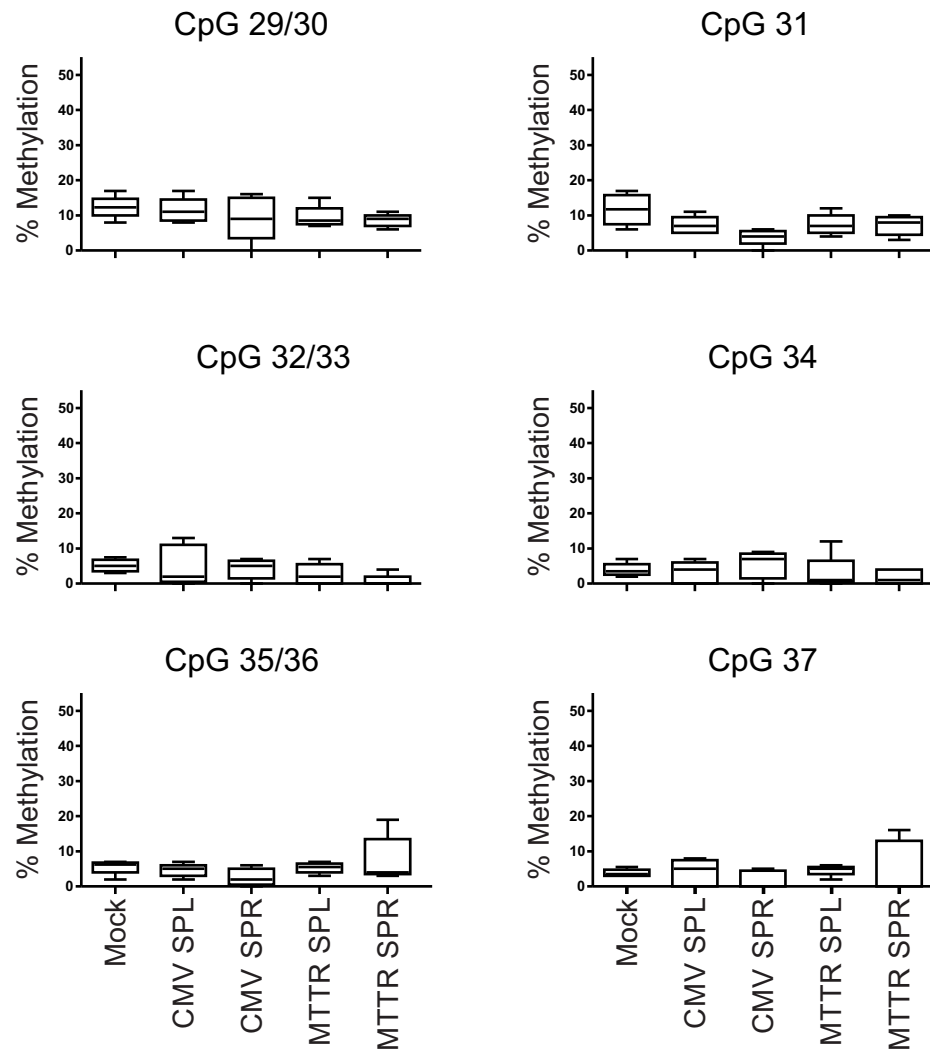 CpG 29/30
CpG 31
% Methylation
50
40
30
20
10
0
% Methylation
50
40
30
20
10
0
CpG 32/33
CpG 34
% Methylation
50
40
30
20
10
0
% Methylation
50
40
30
20
10
0
CpG 35/36
CpG 37
% Methylation
50
40
30
20
10
0
Mock
CMV SPL
CMV SPR
MTTR SPL
MTTR SPR
% Methylation
50
40
30
20
10
0
Mock
CMV SPL
CMV SPR
MTTR SPL
MTTR SPR